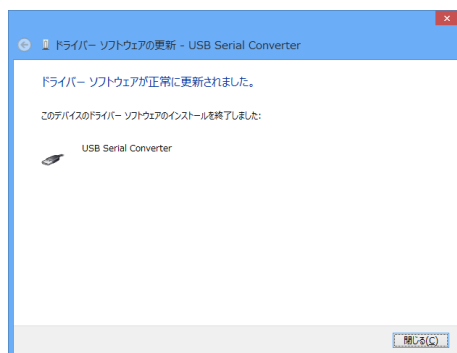 ドライバー ソフトウェアの更新 - USB Serial Converter
ドライバー ソフトウェアが正常に更新されました。
このデバイスのドライバー ソフトウェアのインストールを終了しました:
USB Serial Converter
閉じる(C)